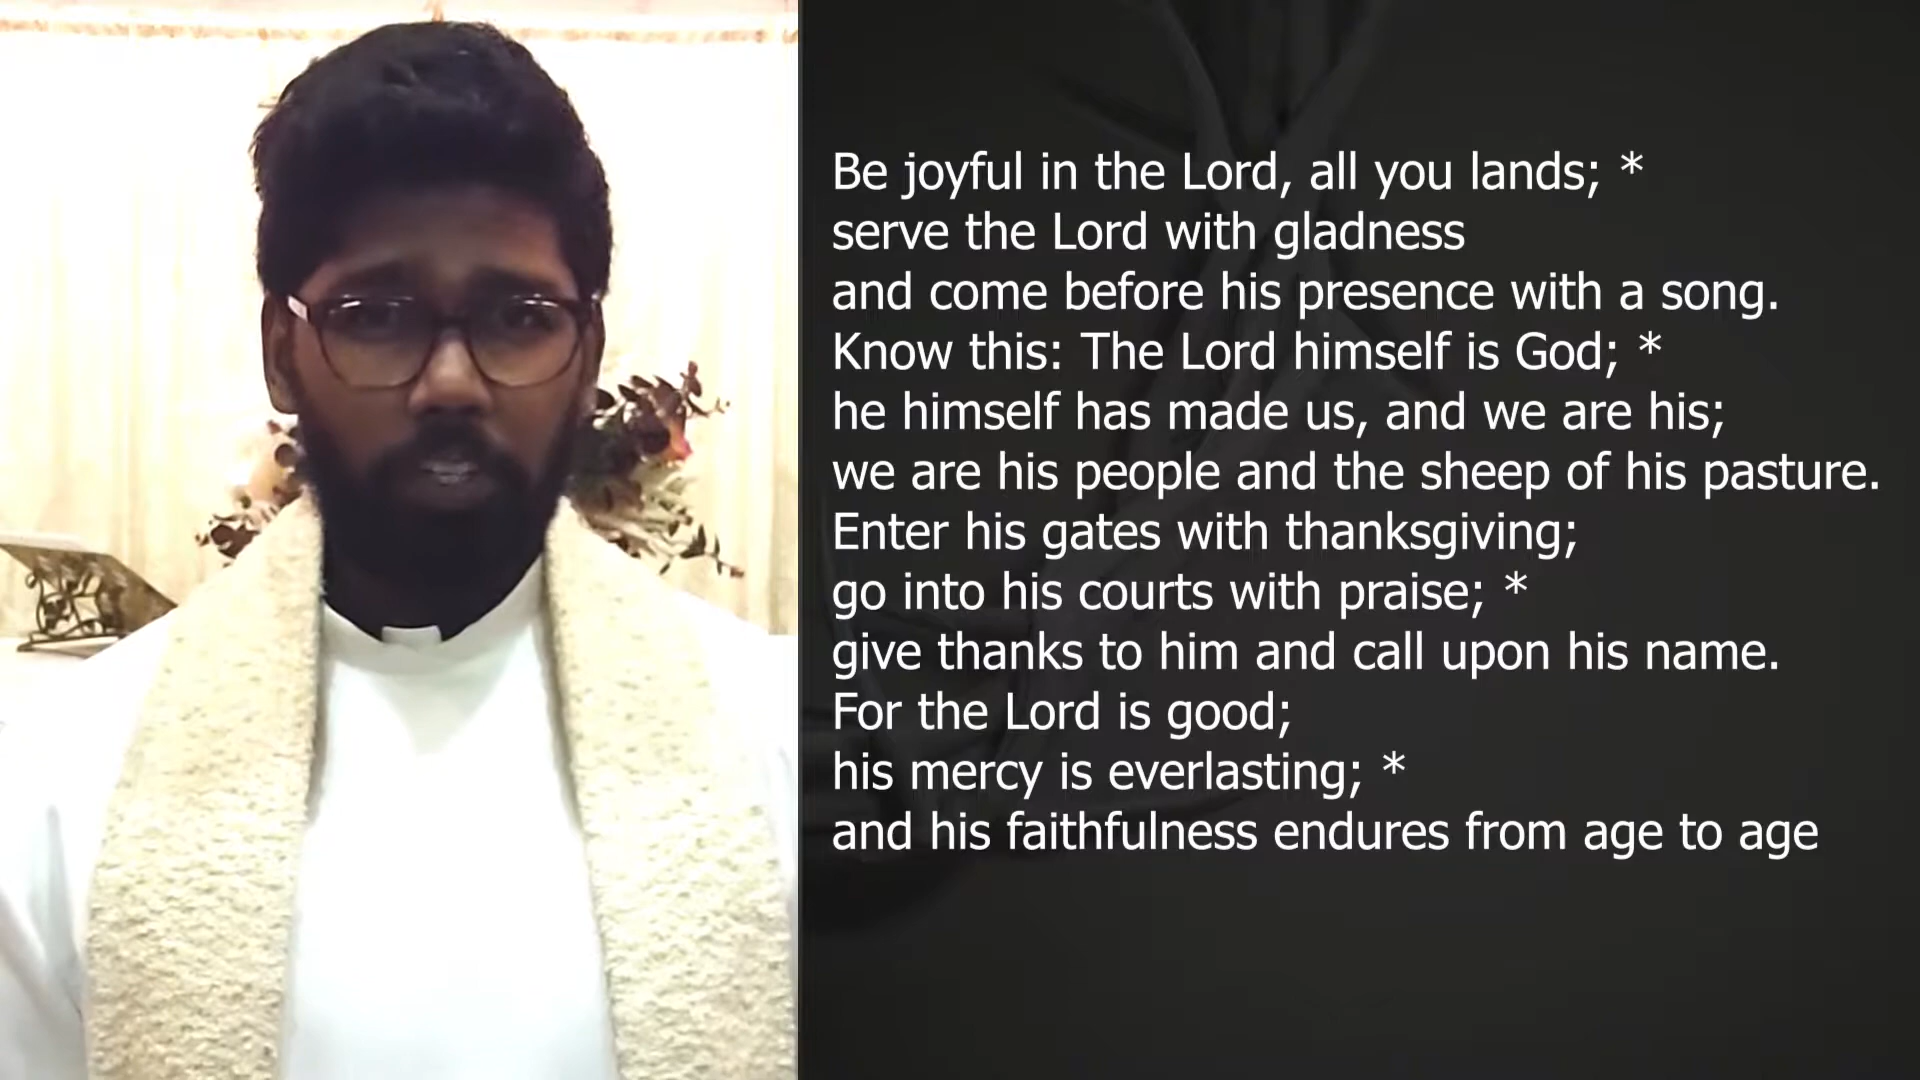 Be joyful in the Lord, all you lands; *
serve the Lord with gladness
and come before his presence with a song.
Know this: The Lord himself is God; *
he himself has made us, and we are his;
we are his people and the sheep of his pasture.
Enter his gates with thanksgiving;
go into his courts with praise; *
give thanks to him and call upon his name.
For the Lord is good;
his mercy is everlasting; *
and his faithfulness endures from age to age